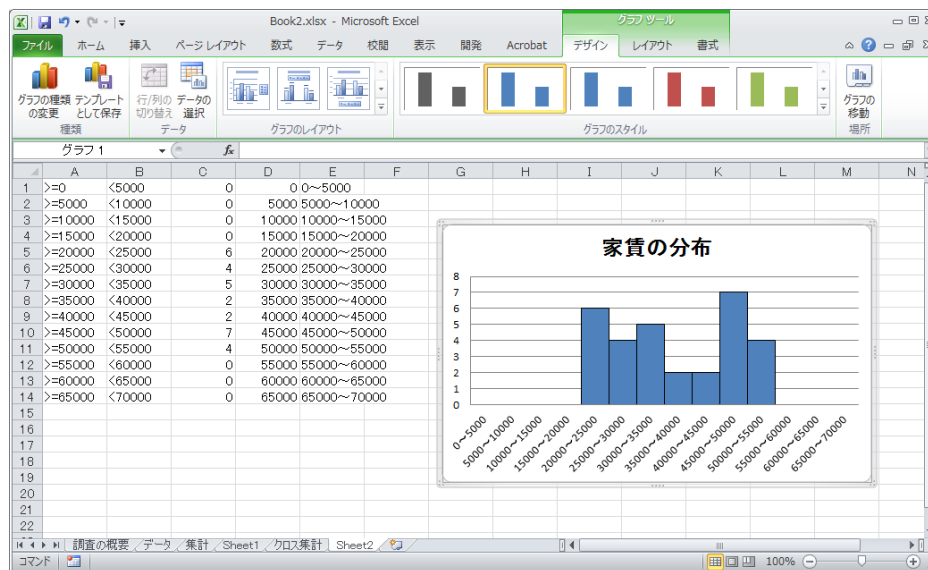 Book2.xlsx - Microsoft Excel
グラフ ツール
ファイル ホーム 挿入 ページ レイアウト 数式 データ 校閲 表示 開発 Acrobat デザイン レイアウト 書式
グラフの種類の変更
テンプレートとして保存
行/列の切り替え
データの選択
グラフの移動
種類 データ グラフのレイアウト グラフのスタイル 場所
グラフ 1 fx
A B C D E F G H I J K L M N
1 >=0 <5000 0 0 0～5000
2 >=5000 <10000 0 5000 5000～10000
3 >=10000 <15000 0 10000 10000～15000
4 >=15000 <20000 0 15000 15000～20000
5 >=20000 <25000 6 20000 20000～25000
6 >=25000 <30000 4 25000 25000～30000
7 >=30000 <35000 5 30000 30000～35000
8 >=35000 <40000 2 35000 35000～40000
9 >=40000 <45000 2 40000 40000～45000
10 >=45000 <50000 7 45000 45000～50000
11 >=50000 <55000 4 50000 50000～55000
12 >=55000 <60000 0 55000 55000～60000
13 >=60000 <65000 0 60000 60000～65000
14 >=65000 <70000 0 65000 65000～70000
15
16
17
18
19
20
21
22
家賃の分布
8
7
6
5
4
3
2
1
0
0～5000
5000～10000
10000～15000
15000～20000
20000～25000
25000～30000
30000～35000
35000～40000
40000～45000
45000～50000
50000～55000
55000～60000
60000～65000
65000～70000
調査の概要 データ 集計 Sheet1 クロス集計 Sheet2
コマンド 100%